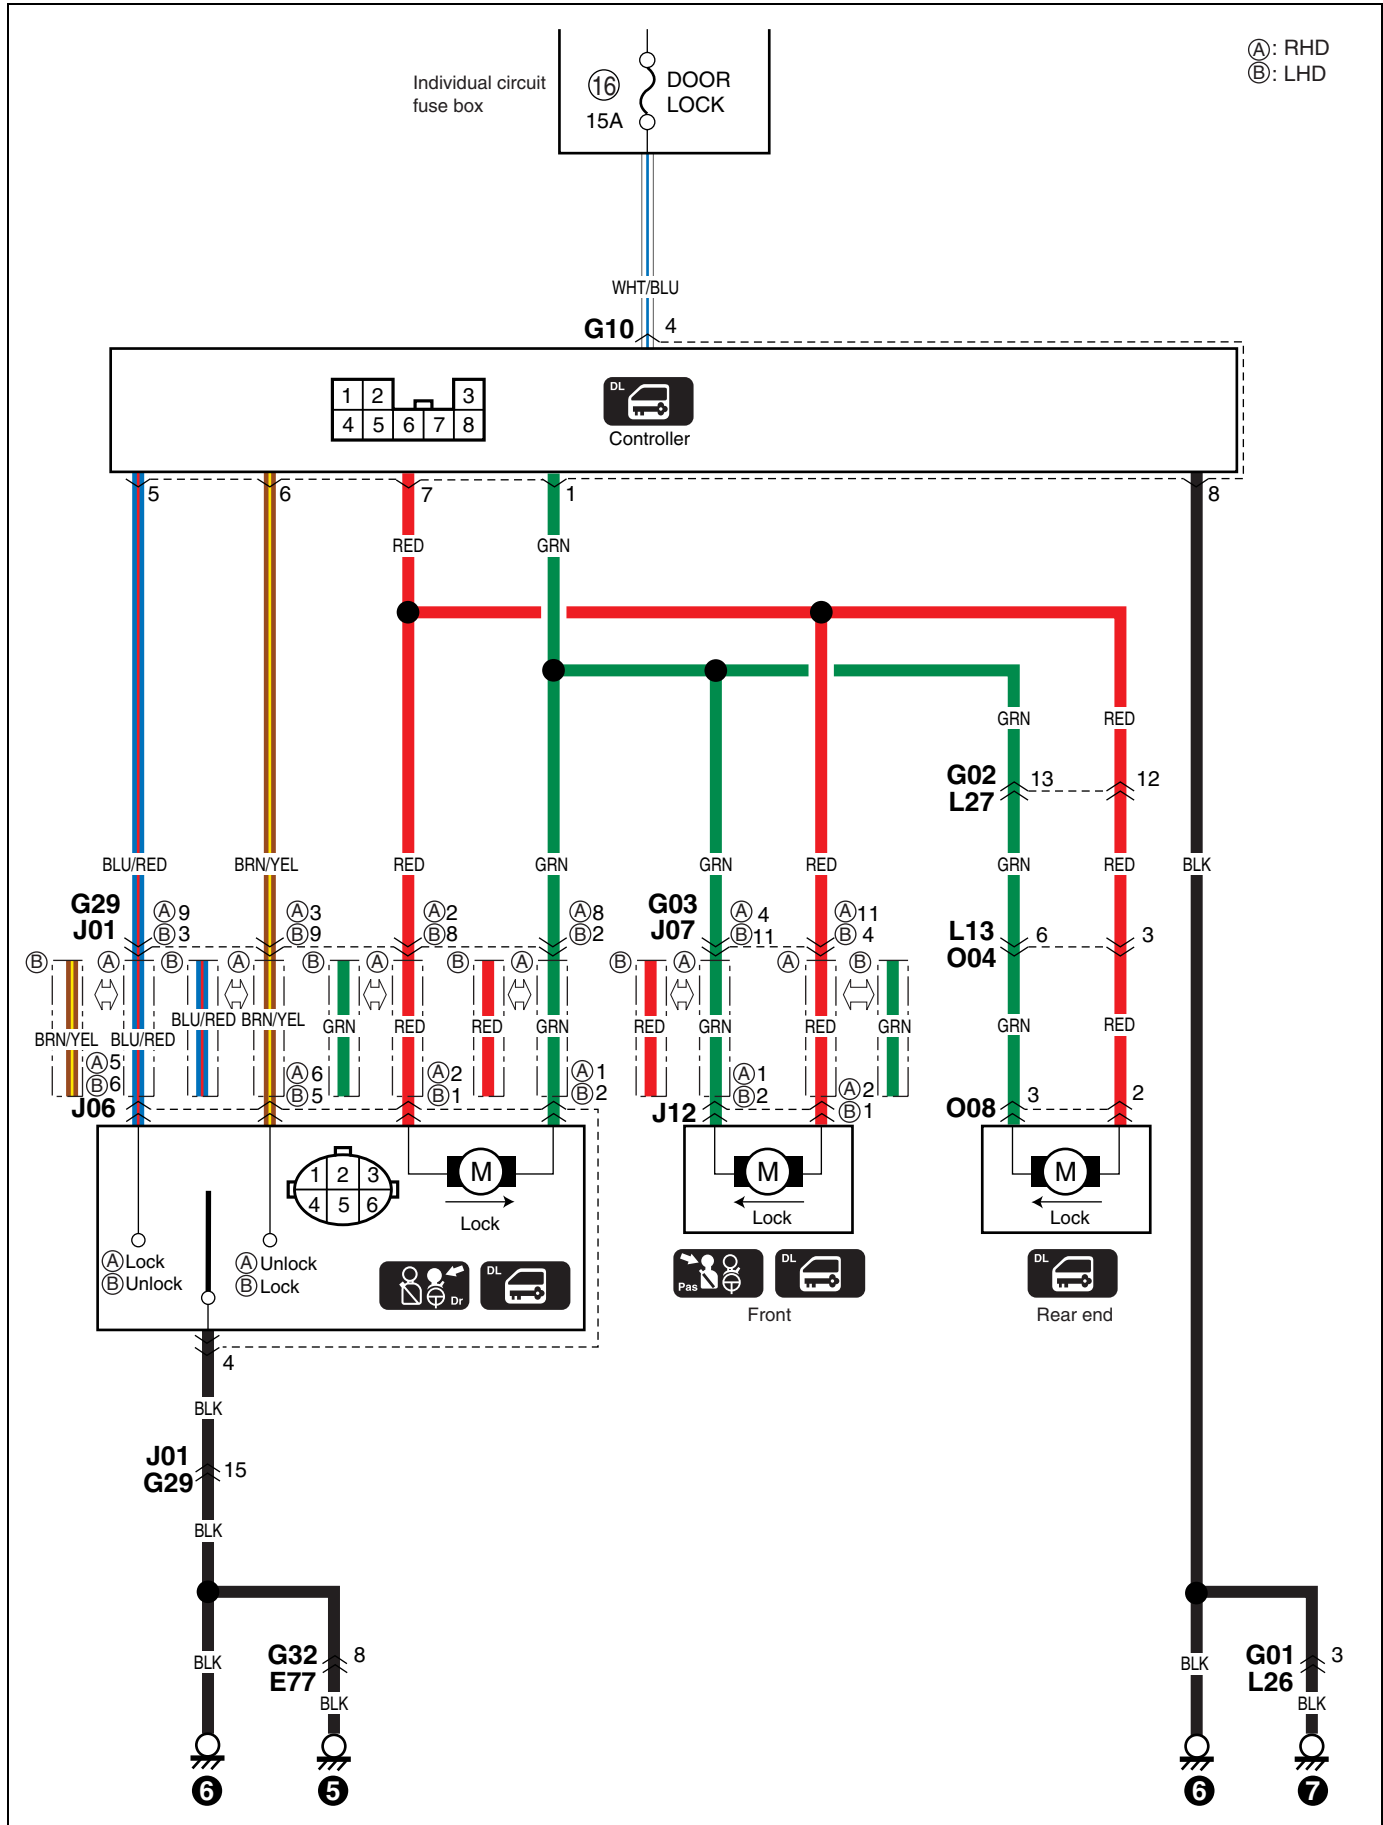 Ⓐ: RHD
Ⓑ: LHD
Individual circuit
fuse box
⑯
15A
DOOR
LOCK
WHT/BLU
G10 4
1 2 3
4 5 6 7 8
DL
Controller
5 6 7 1 8
RED GRN
GRN RED
G02
L27
13 12
BLU/RED BRN/YEL RED GRN GRN RED GRN RED BLK
G29
J01
Ⓐ9
Ⓑ3
Ⓐ3
Ⓑ9
Ⓐ2
Ⓑ8
Ⓐ8
Ⓑ2
G03
J07
Ⓐ4
Ⓑ11
Ⓐ11
Ⓑ4
L13
O04
6 3
Ⓑ Ⓐ Ⓑ Ⓐ Ⓑ Ⓐ Ⓑ Ⓐ Ⓑ Ⓐ Ⓐ Ⓑ
BRN/YEL BLU/RED BLU/RED BRN/YEL GRN RED RED GRN RED GRN RED GRN GRN RED
Ⓐ5
Ⓑ6
J06
Ⓐ6
Ⓑ5
Ⓐ2
Ⓑ1
Ⓐ1
Ⓑ2
J12
Ⓐ1
Ⓑ2
Ⓐ2
Ⓑ1
O08
3 2
1 2 3
4 5 6
M
Lock
M
Lock
M
Lock
ⒶLock
ⒷUnlock
ⒶUnlock
ⒷLock
Dr
DL
Pas
DL
Front
DL
Rear end
4
BLK
J01
G29
15
BLK
BLK
G32
E77
8
BLK
BLK
G01
L26
3
BLK
6 5 6 7